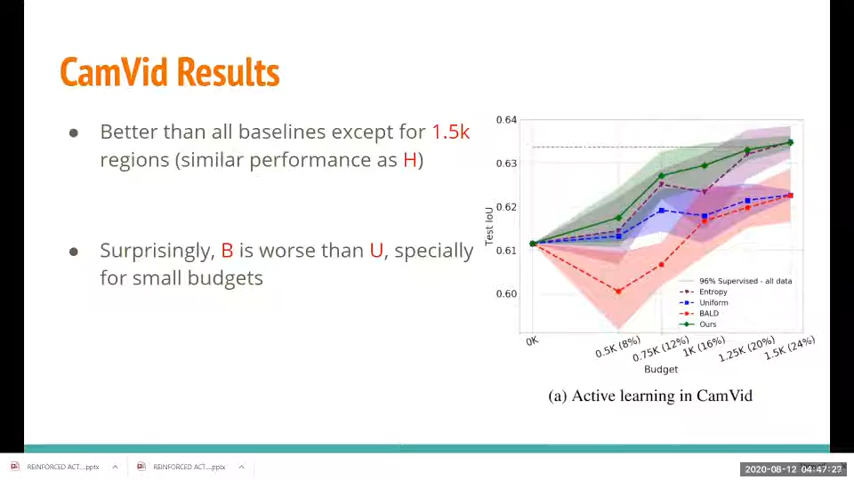 CamVid Results
● Better than all baselines except for 1.5k
regions (similar performance as H)
● Surprisingly, B is worse than U, specially
for small budgets
0.64
0.63
0.62
0.61
0.60
Test IoU
96% Supervised - all data
Entropy
Uniform
BALD
Ours
0K
0.5K (8%)
0.75K (12%)
1K (16%)
1.25K (20%)
1.5K (24%)
Budget
(a) Active learning in CamVid
REINFORCED ACT....pptx
REINFORCED ACT....pptx
2020-08-12 04:47:27